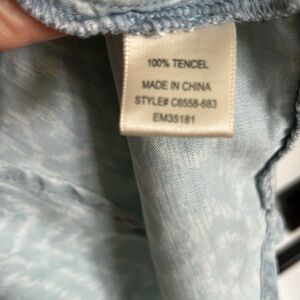 100% TENCEL
MADE IN CHINA
STYLE# C6558-683
EM35181